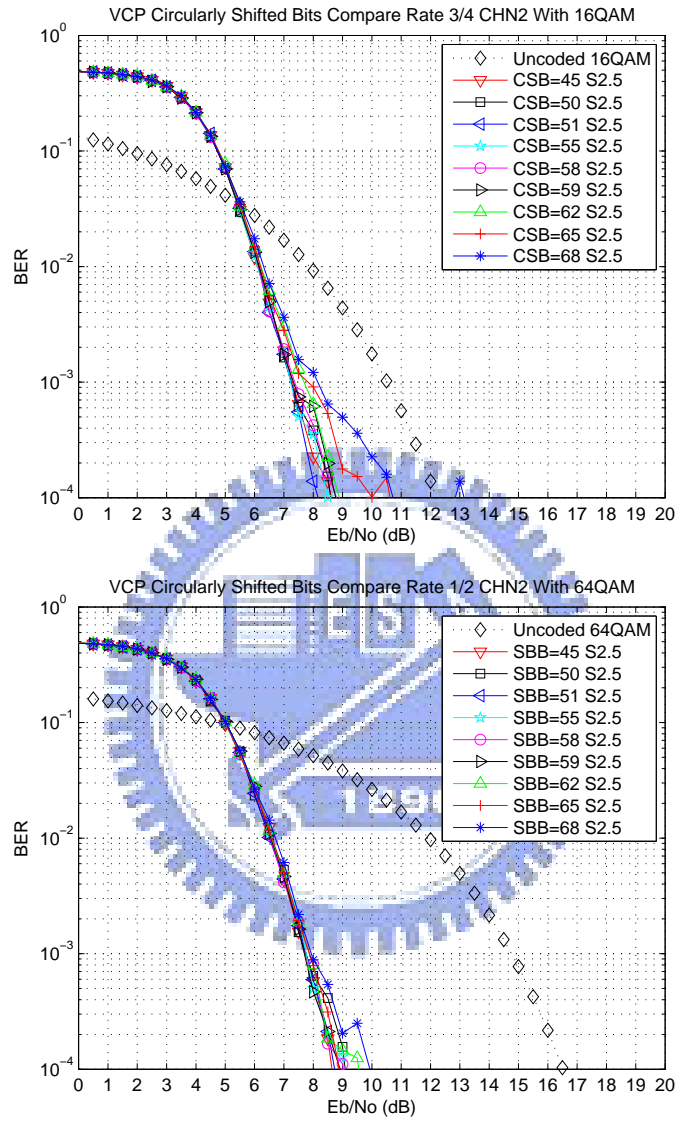 VCP Circularly Shifted Bits Compare Rate 3/4 CHN2 With 16QAM
10^0
10^-1
10^-2
10^-3
10^-4
BER
Uncoded 16QAM
CSB=45 S2.5
CSB=50 S2.5
CSB=51 S2.5
CSB=55 S2.5
CSB=58 S2.5
CSB=59 S2.5
CSB=62 S2.5
CSB=65 S2.5
CSB=68 S2.5
0 1 2 3 4 5 6 7 8 9 10 11 12 13 14 15 16 17 18 19 20
Eb/No (dB)
VCP Circularly Shifted Bits Compare Rate 1/2 CHN2 With 64QAM
10^0
10^-1
10^-2
10^-3
10^-4
BER
Uncoded 64QAM
SBB=45 S2.5
SBB=50 S2.5
SBB=51 S2.5
SBB=55 S2.5
SBB=58 S2.5
SBB=59 S2.5
SBB=62 S2.5
SBB=65 S2.5
SBB=68 S2.5
0 1 2 3 4 5 6 7 8 9 10 11 12 13 14 15 16 17 18 19 20
Eb/No (dB)